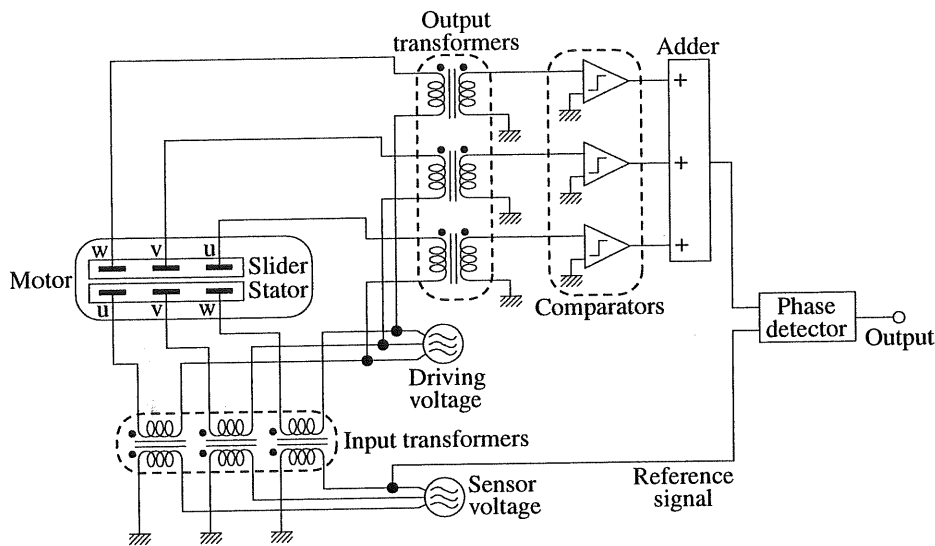 Output
transformers
Adder
+
+
+
w
v
u
Motor
Slider
Stator
u
v
w
Comparators
Phase
detector
Output
Driving
voltage
Input transformers
Sensor
voltage
Reference
signal